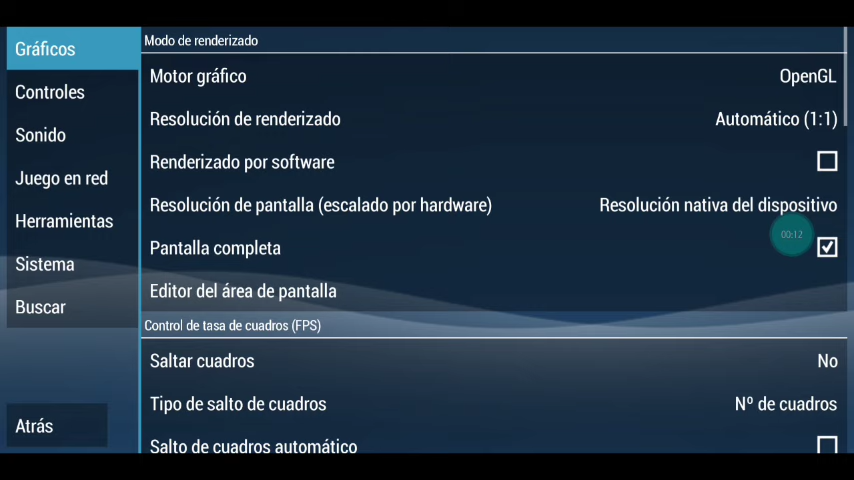 Gráficos
Controles
Sonido
Juego en red
Herramientas
Sistema
Buscar
Atrás
Modo de renderizado
Motor gráfico OpenGL
Resolución de renderizado Automático (1:1)
Renderizado por software
Resolución de pantalla (escalado por hardware) Resolución nativa del dispositivo
00:12
Pantalla completa
Editor del área de pantalla
Control de tasa de cuadros (FPS)
Saltar cuadros No
Tipo de salto de cuadros Nº de cuadros
Salto de cuadros automático